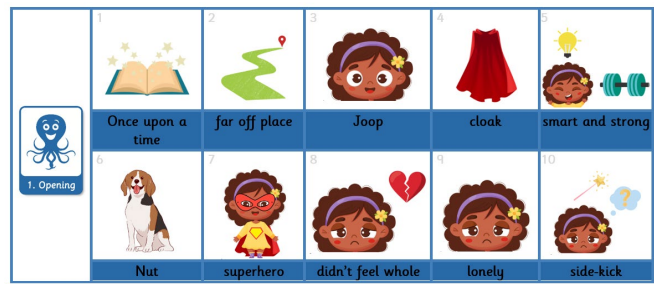 1
2
3
4
5
Once upon a
time
far off place
Joop
cloak
smart and strong
1. Opening
6
7
8
9
10
?
Nut
superhero
didn't feel whole
lonely
side-kick